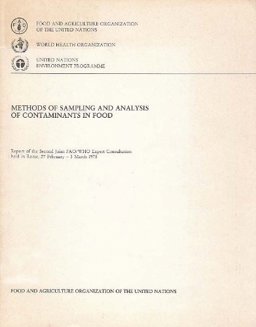 FOOD AND AGRICULTURE ORGANIZATION
OF THE UNITED NATIONS
WORLD HEALTH ORGANIZATION
UNITED NATIONS
ENVIRONMENT PROGRAMME
METHODS OF SAMPLING AND ANALYSIS
OF CONTAMINANTS IN FOOD
Report of the Second Joint FAO/WHO Expert Consultation
held in Rome, 27 February – 3 March 1978
FOOD AND AGRICULTURE ORGANIZATION OF THE UNITED NATIONS